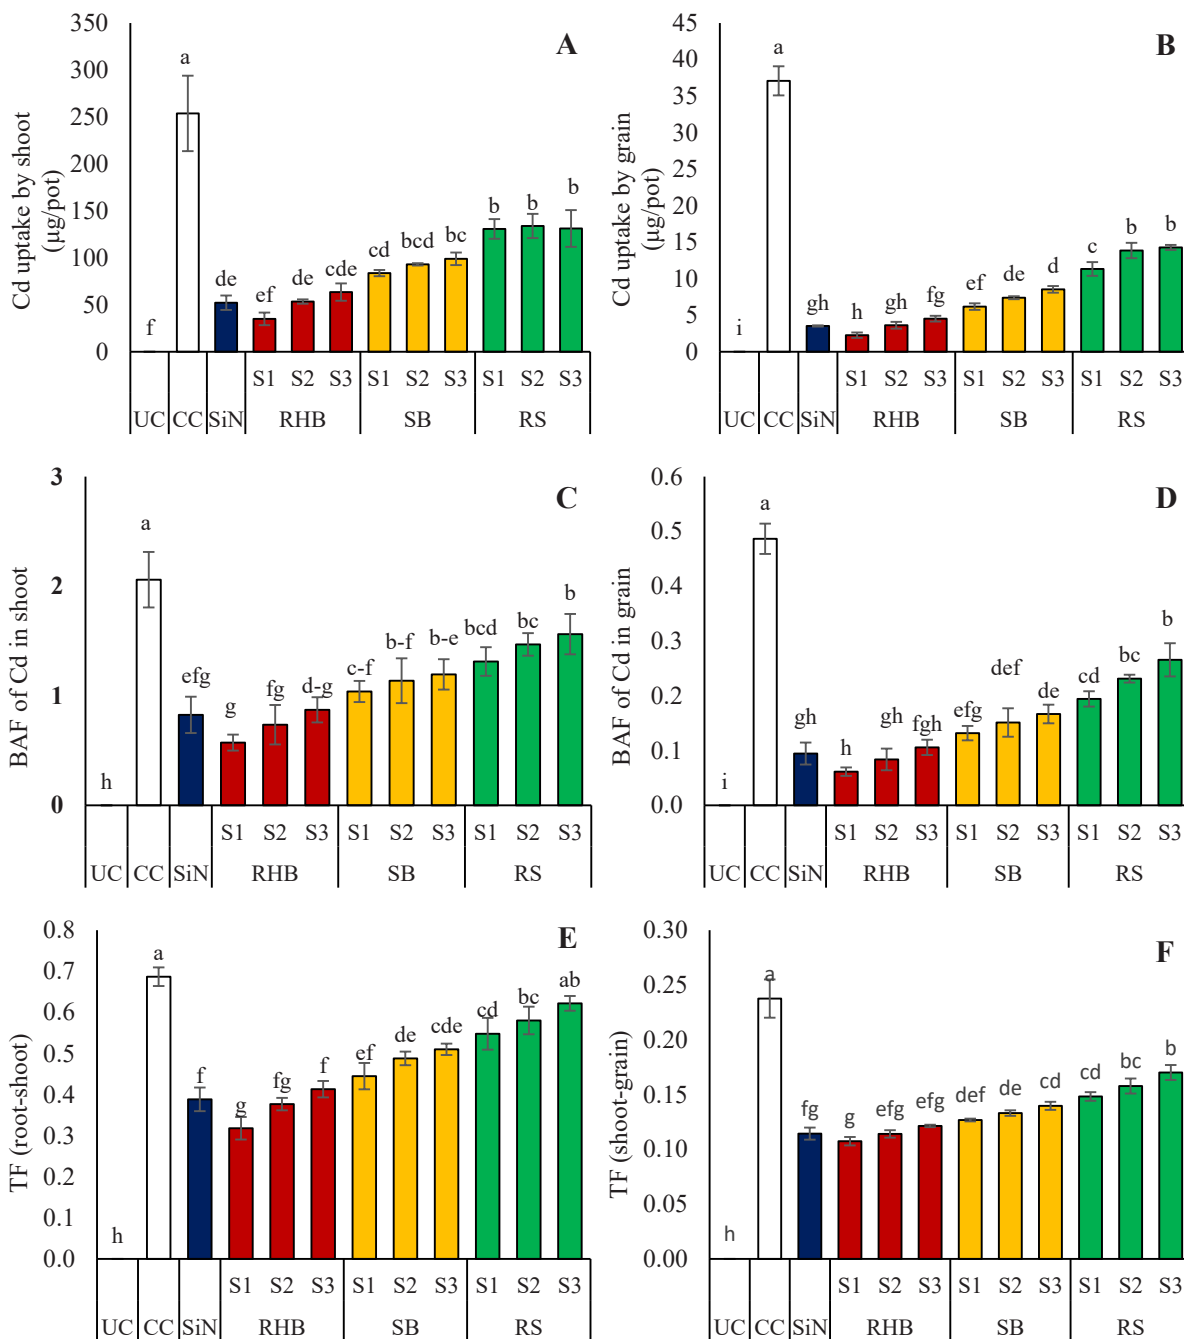 A
Cd uptake by shoot
(µg/pot)
350
300
250
200
150
100
50
0
f
a
de
ef
de
cde
cd
bcd
bc
b
b
b
S1 S2 S3 S1 S2 S3 S1 S2 S3
UC CC SiN RHB SB RS
B
Cd uptake by grain
(µg/pot)
45
40
35
30
25
20
15
10
5
0
i
a
gh
h
gh
fg
ef
de
d
c
b
b
S1 S2 S3 S1 S2 S3 S1 S2 S3
UC CC SiN RHB SB RS
C
BAF of Cd in shoot
3
2
1
0
h
a
efg
g
fg
d-g
c-f
b-f
b-e
bcd
bc
b
S1 S2 S3 S1 S2 S3 S1 S2 S3
UC CC SiN RHB SB RS
D
BAF of Cd in grain
0.6
0.5
0.4
0.3
0.2
0.1
0.0
i
a
gh
h
gh
fgh
efg
def
de
cd
bc
b
S1 S2 S3 S1 S2 S3 S1 S2 S3
UC CC SiN RHB SB RS
E
TF (root-shoot)
0.8
0.7
0.6
0.5
0.4
0.3
0.2
0.1
0.0
h
a
f
g
fg
f
ef
de
cde
cd
bc
ab
S1 S2 S3 S1 S2 S3 S1 S2 S3
UC CC SiN RHB SB RS
F
TF (shoot-grain)
0.30
0.25
0.20
0.15
0.10
0.05
0.00
h
a
fg
g
efg
efg
def
de
cd
cd
bc
b
S1 S2 S3 S1 S2 S3 S1 S2 S3
UC CC SiN RHB SB RS